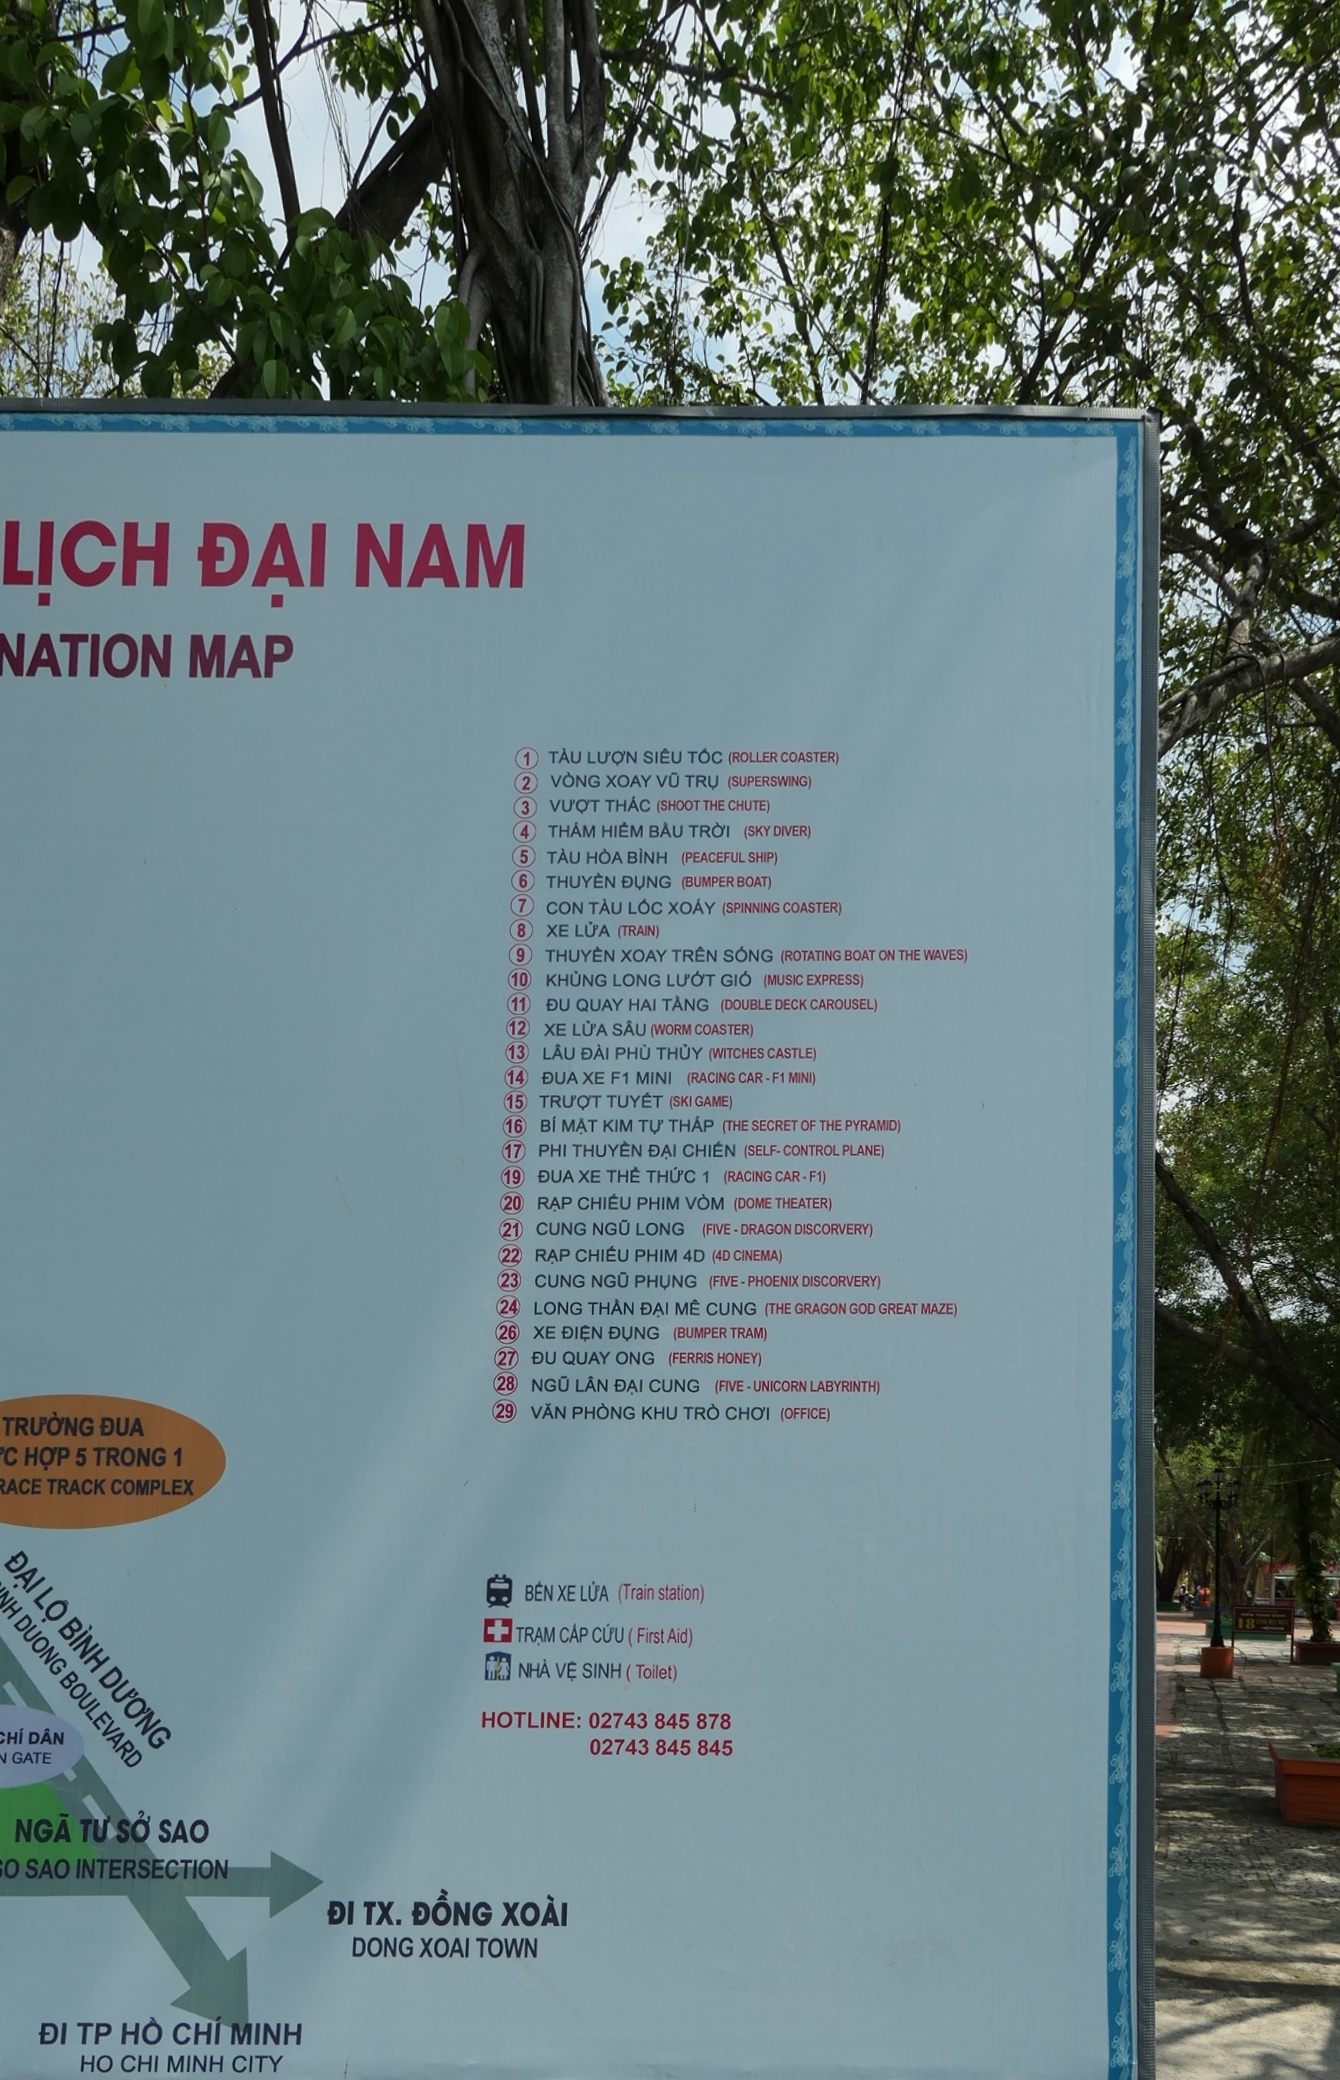 LỊCH ĐẠI NAM
NATION MAP
1 TÀU LƯỢN SIÊU TỐC (ROLLER COASTER)
2 VÒNG XOAY VŨ TRỤ (SUPERSWING)
3 VƯỢT THÁC (SHOOT THE CHUTE)
4 THÁM HIỂM BẦU TRỜI (SKY DIVER)
5 TÀU HÒA BÌNH (PEACEFUL SHIP)
6 THUYỀN ĐỤNG (BUMPER BOAT)
7 CON TÀU LỐC XOÁY (SPINNING COASTER)
8 XE LỬA (TRAIN)
9 THUYỀN XOAY TRÊN SÓNG (ROTATING BOAT ON THE WAVES)
10 KHỦNG LONG LƯỚT GIÓ (MUSIC EXPRESS)
11 ĐU QUAY HAI TẦNG (DOUBLE DECK CAROUSEL)
12 XE LỬA SÂU (WORM COASTER)
13 LÂU ĐÀI PHÙ THỦY (WITCHES CASTLE)
14 ĐUA XE F1 MINI (RACING CAR - F1 MINI)
15 TRƯỢT TUYẾT (SKI GAME)
16 BÍ MẬT KIM TỰ THÁP (THE SECRET OF THE PYRAMID)
17 PHI THUYỀN ĐẠI CHIẾN (SELF- CONTROL PLANE)
19 ĐUA XE THỂ THỨC 1 (RACING CAR - F1)
20 RẠP CHIẾU PHIM VÒM (DOME THEATER)
21 CUNG NGŨ LONG (FIVE - DRAGON DISCORVERY)
22 RẠP CHIẾU PHIM 4D (4D CINEMA)
23 CUNG NGŨ PHỤNG (FIVE - PHOENIX DISCORVERY)
24 LONG THẦN ĐẠI MÊ CUNG (THE GRAGON GOD GREAT MAZE)
26 XE ĐIỆN ĐỤNG (BUMPER TRAM)
27 ĐU QUAY ONG (FERRIS HONEY)
28 NGŨ LÂN ĐẠI CUNG (FIVE - UNICORN LABYRINTH)
29 VĂN PHÒNG KHU TRÒ CHƠI (OFFICE)
TRƯỜNG ĐUA
ỨC HỢP 5 TRONG 1
RACE TRACK COMPLEX
ĐẠI LỘ BÌNH DƯƠNG
BINH DUONG BOULEVARD
BẾN XE LỬA (Train station)
TRẠM CẤP CỨU ( First Aid)
NHÀ VỆ SINH ( Toilet)
HOTLINE: 02743 845 878
02743 845 845
CHÍ DÂN
N GATE
NGÃ TƯ SỞ SAO
SO SAO INTERSECTION
ĐI TX. ĐỒNG XOÀI
DONG XOAI TOWN
ĐI TP HỒ CHÍ MINH
HO CHI MINH CITY